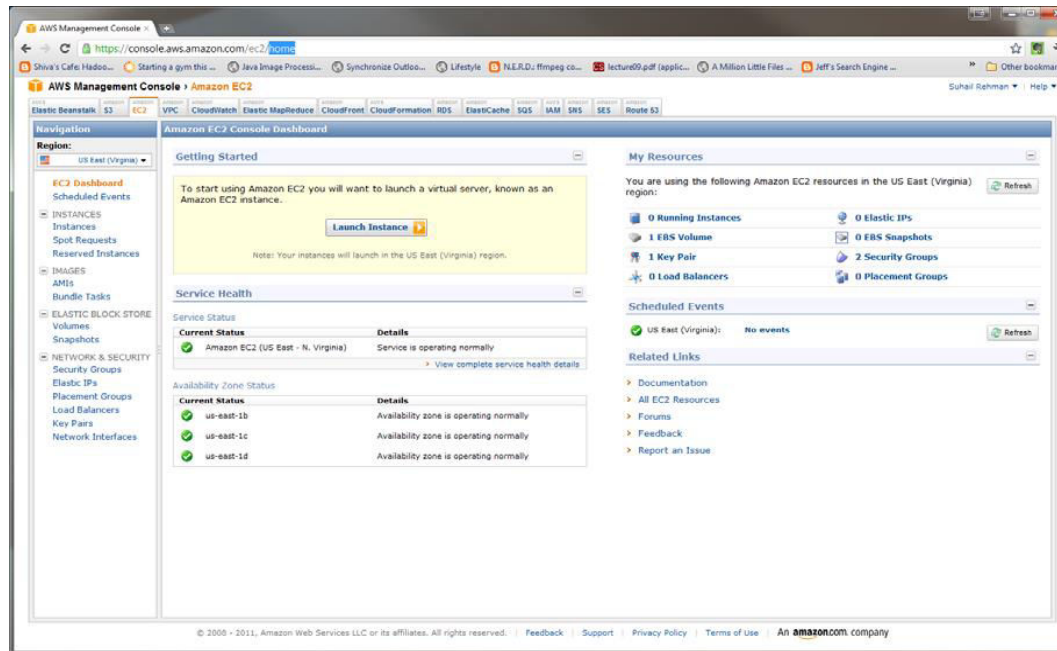 AWS Management Console ×
https://console.aws.amazon.com/ec2/home
Shiva's Cafe: Hadoo... Starting a gym this ... Java Image Processi... Synchronize Outloo... Lifestyle N.E.R.D.: ffmpeg co... lecture09.pdf (applic... A Million Little Files ... Jeff's Search Engine ... » Other bookmar
AWS Management Console › Amazon EC2
Suhail Rehman ▼ Help ▼
Elastic Beanstalk S3 EC2 VPC CloudWatch Elastic MapReduce CloudFront CloudFormation RDS ElastiCache SQS IAM SNS SES Route 53
Navigation
Region:
US East (Virginia)
EC2 Dashboard
Scheduled Events
INSTANCES
Instances
Spot Requests
Reserved Instances
IMAGES
AMIs
Bundle Tasks
ELASTIC BLOCK STORE
Volumes
Snapshots
NETWORK & SECURITY
Security Groups
Elastic IPs
Placement Groups
Load Balancers
Key Pairs
Network Interfaces
Amazon EC2 Console Dashboard
Getting Started
To start using Amazon EC2 you will want to launch a virtual server, known as an
Amazon EC2 instance.
Launch Instance
Note: Your instances will launch in the US East (Virginia) region.
Service Health
Service Status
Current Status Details
Amazon EC2 (US East - N. Virginia) Service is operating normally
› View complete service health details
Availability Zone Status
Current Status Details
us-east-1b Availability zone is operating normally
us-east-1c Availability zone is operating normally
us-east-1d Availability zone is operating normally
My Resources
You are using the following Amazon EC2 resources in the US East (Virginia)
region:
Refresh
0 Running Instances 0 Elastic IPs
1 EBS Volume 0 EBS Snapshots
1 Key Pair 2 Security Groups
0 Load Balancers 0 Placement Groups
Scheduled Events
US East (Virginia): No events Refresh
Related Links
› Documentation
› All EC2 Resources
› Forums
› Feedback
› Report an Issue
© 2008 - 2011, Amazon Web Services LLC or its affiliates. All rights reserved. | Feedback | Support | Privacy Policy | Terms of Use | An amazon.com. company